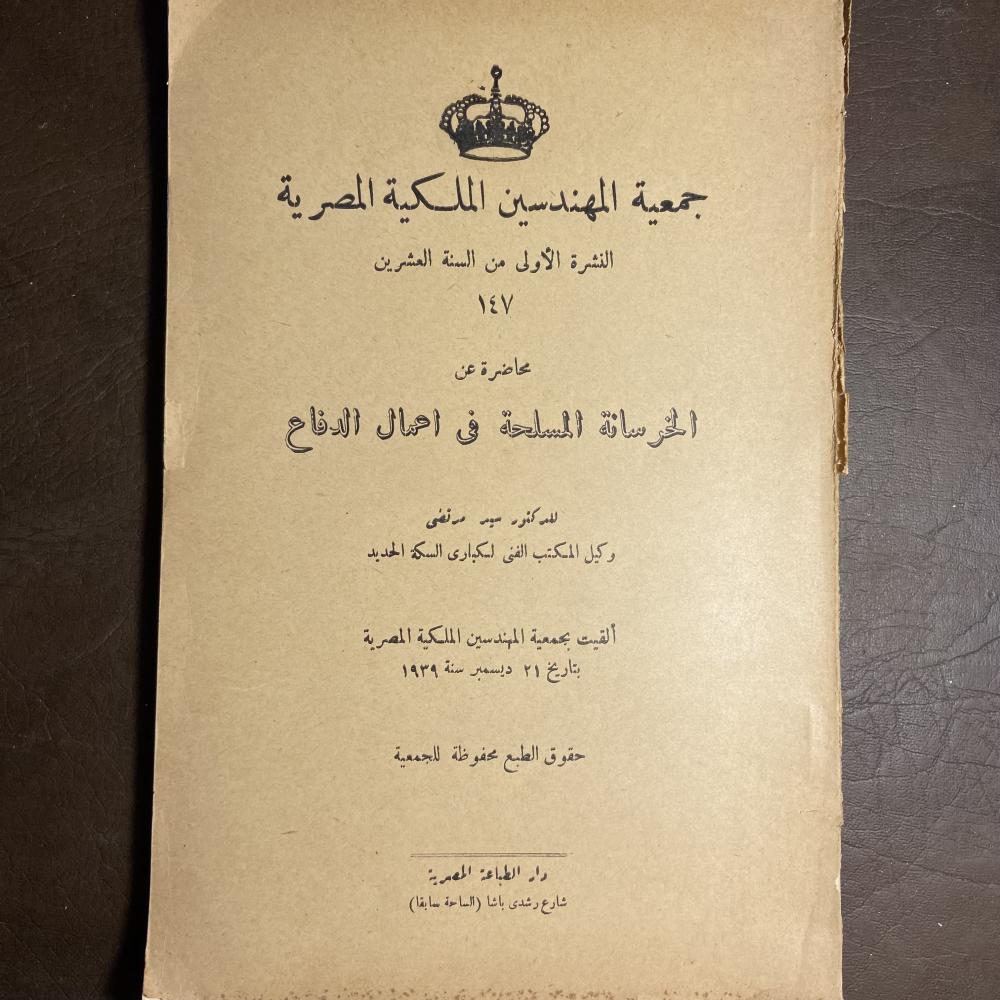 جمعية المهندسين الملكية المصرية
النشرة الأولى من السنة العشرين
١٤٧
محاضرة عن
الخرسانة المسلحة فى اعمال الدفاع
للدكتور سيد مرتضى
وكيل المكتب الفنى لكبارى السكة الحديد
ألقيت بجمعية المهندسين الملكية المصرية
بتاريخ ٢١ ديسمبر سنة ١٩٣٩
حقوق الطبع محفوظة للجمعية
دار الطباعة المصرية
شارع رشدى باشا (الساحة سابقا)